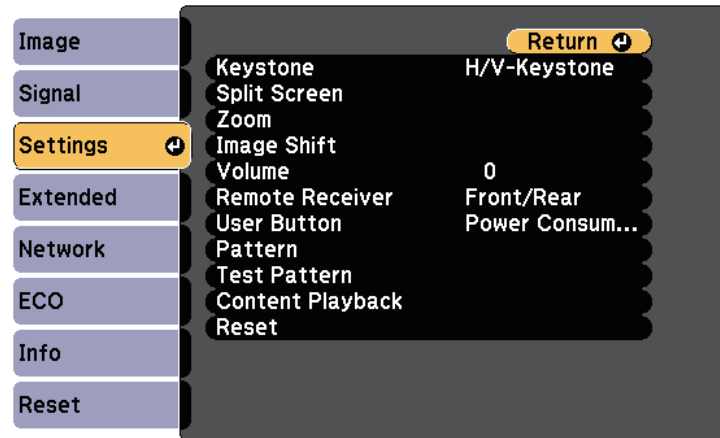 Image
Signal
Settings
Extended
Network
ECO
Info
Reset
Return
Keystone H/V-Keystone
Split Screen
Zoom
Image Shift
Volume 0
Remote Receiver Front/Rear
User Button Power Consum...
Pattern
Test Pattern
Content Playback
Reset